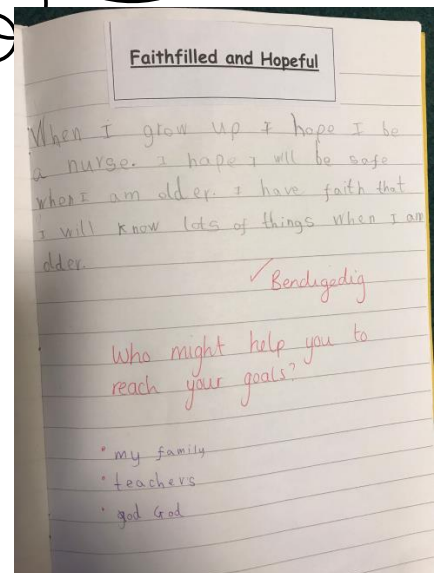 Faithfilled and Hopeful
When I grow up I hope I be
a nurse. I hape I will be safe
when I am older. I have faith that
I will know lots of things when I am
older.
✓ Bendigedig
Who might help you to
reach your goals?
• my family
• teachers
• god God